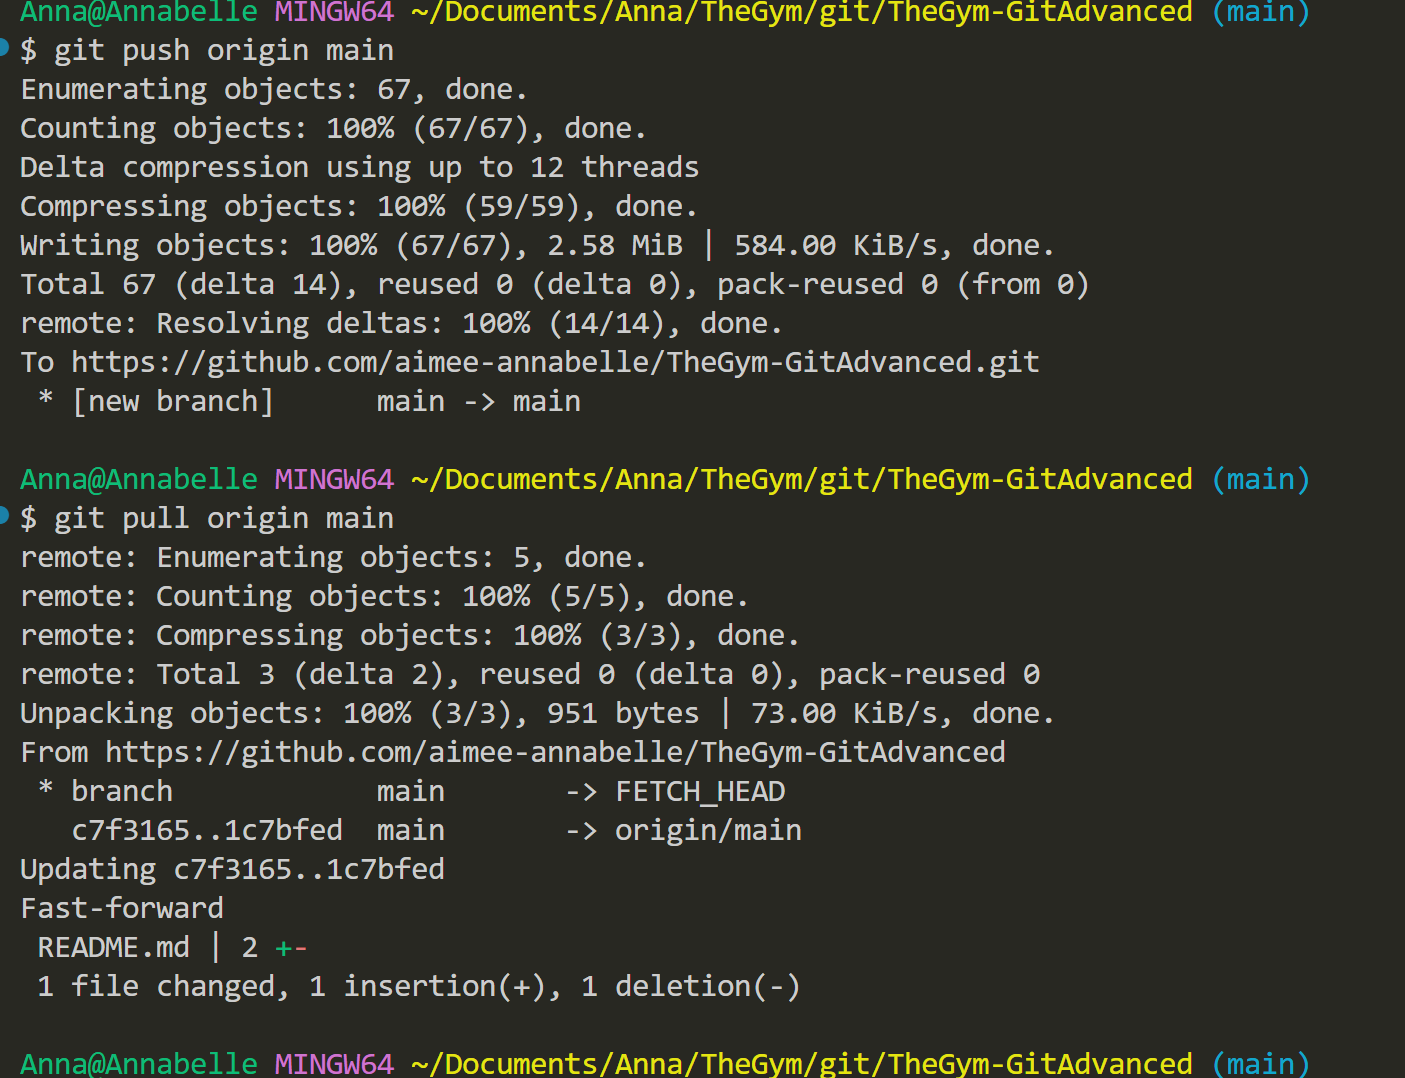 Anna@Annabelle MINGW64 ~/Documents/Anna/TheGym/git/TheGym-GitAdvanced (main)
$ git push origin main
Enumerating objects: 67, done.
Counting objects: 100% (67/67), done.
Delta compression using up to 12 threads
Compressing objects: 100% (59/59), done.
Writing objects: 100% (67/67), 2.58 MiB | 584.00 KiB/s, done.
Total 67 (delta 14), reused 0 (delta 0), pack-reused 0 (from 0)
remote: Resolving deltas: 100% (14/14), done.
To https://github.com/aimee-annabelle/TheGym-GitAdvanced.git
 * [new branch]      main -> main

Anna@Annabelle MINGW64 ~/Documents/Anna/TheGym/git/TheGym-GitAdvanced (main)
$ git pull origin main
remote: Enumerating objects: 5, done.
remote: Counting objects: 100% (5/5), done.
remote: Compressing objects: 100% (3/3), done.
remote: Total 3 (delta 2), reused 0 (delta 0), pack-reused 0
Unpacking objects: 100% (3/3), 951 bytes | 73.00 KiB/s, done.
From https://github.com/aimee-annabelle/TheGym-GitAdvanced
 * branch            main       -> FETCH_HEAD
   c7f3165..1c7bfed  main       -> origin/main
Updating c7f3165..1c7bfed
Fast-forward
 README.md | 2 +-
 1 file changed, 1 insertion(+), 1 deletion(-)

Anna@Annabelle MINGW64 ~/Documents/Anna/TheGym/git/TheGym-GitAdvanced (main)